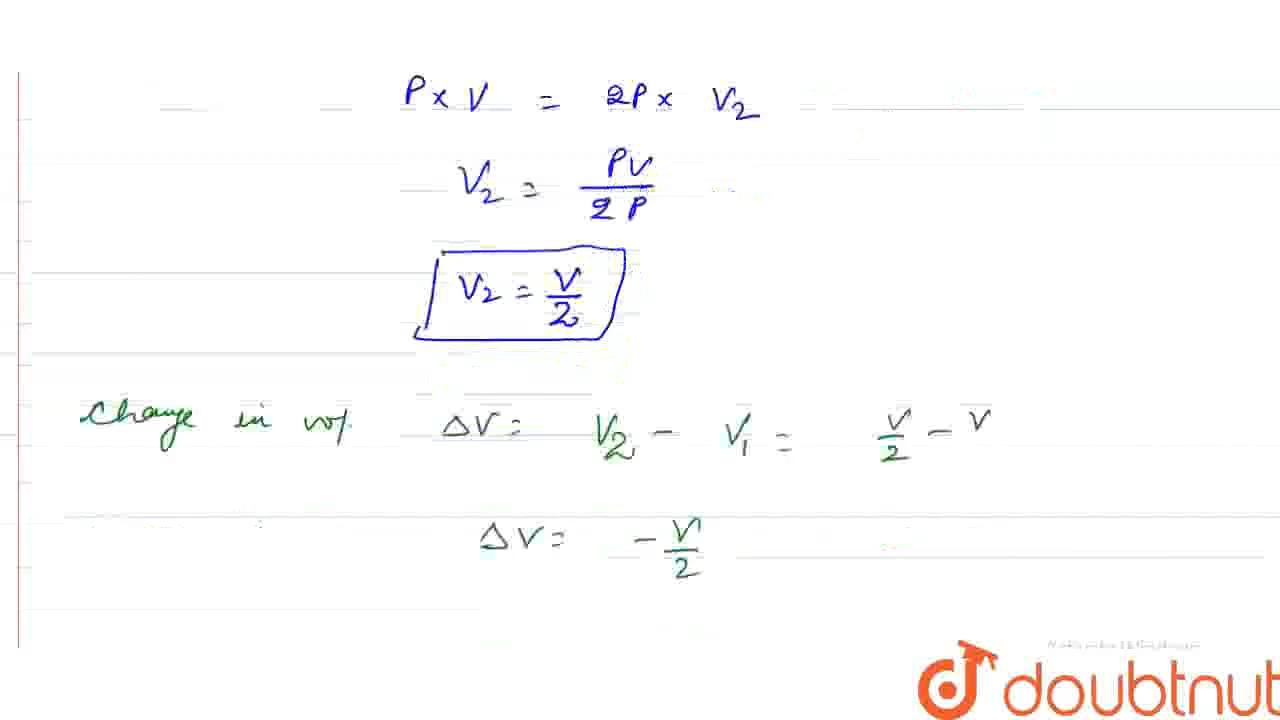 P × V = 2P × V₂
V₂ = PV / 2P
V₂ = V/2
Change in vol. ΔV = V₂ - V₁ = V/2 - V
ΔV = -V/2
doubtnut